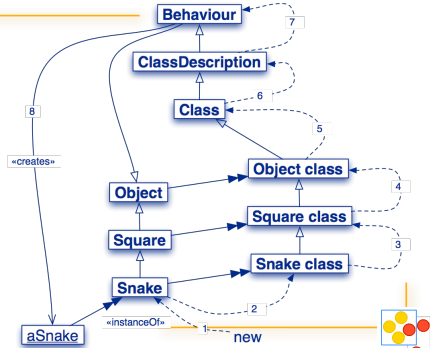 Behaviour
7
ClassDescription
6
8
Class
5
«creates»
Object class
4
Object
Square class
Square
3
Snake class
Snake
2
«instanceOf»
1
new
aSnake